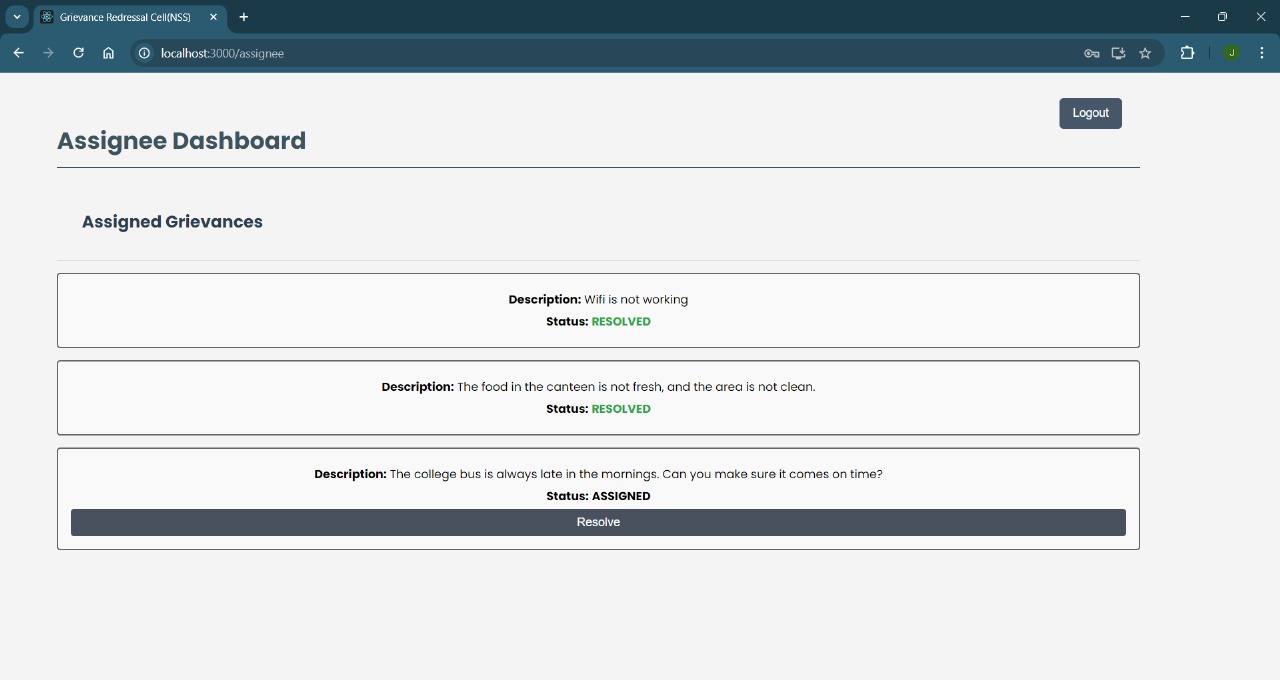 Grievance Redressal Cell(NSS)
localhost:3000/assignee
J
Logout
Assignee Dashboard
Assigned Grievances
Description: Wifi is not working
Status: RESOLVED
Description: The food in the canteen is not fresh, and the area is not clean.
Status: RESOLVED
Description: The college bus is always late in the mornings. Can you make sure it comes on time?
Status: ASSIGNED
Resolve